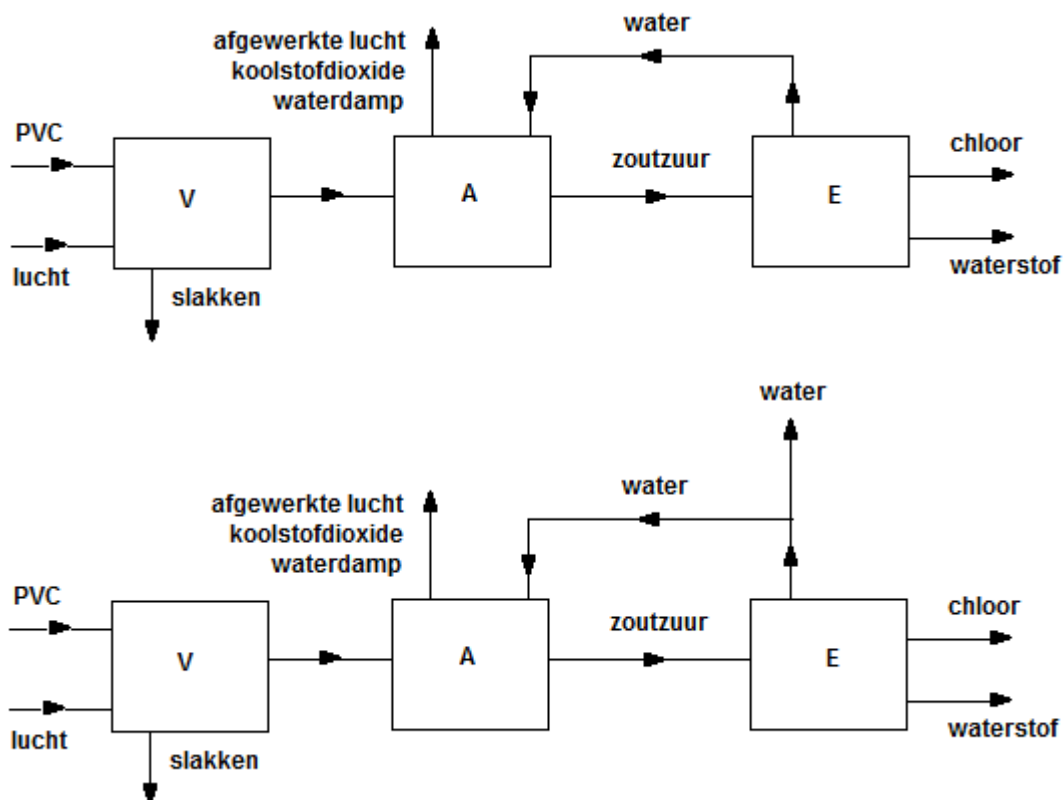 afgewerkte lucht
koolstofdioxide
waterdamp
water
PVC
V
A
zoutzuur
E
chloor
waterstof
lucht
slakken
water
afgewerkte lucht
koolstofdioxide
waterdamp
water
PVC
V
A
zoutzuur
E
chloor
waterstof
lucht
slakken